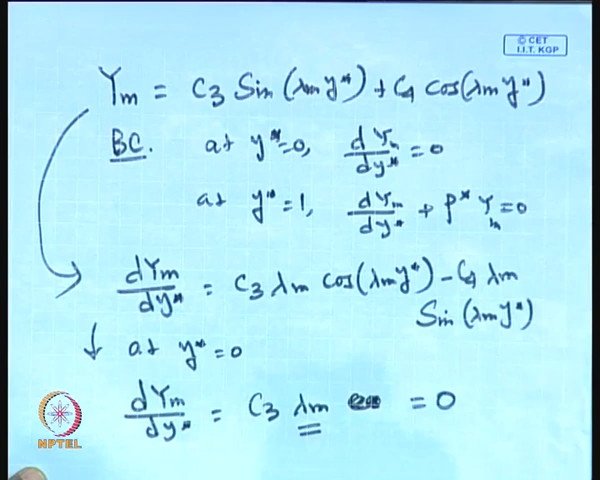 © CET
I.I.T. KGP
Ym = C3 Sin (λm y*) + C4 cos(λm y*)
BC. at y*=0, dYm/dy* = 0
at y*=1, dYm/dy* + β* Ym = 0
dYm/dy* = C3 λm cos(λm y*) - C4 λm
Sin (λm y*)
↓ at y* = 0
dYm/dy* = C3 λm = 0
NPTEL